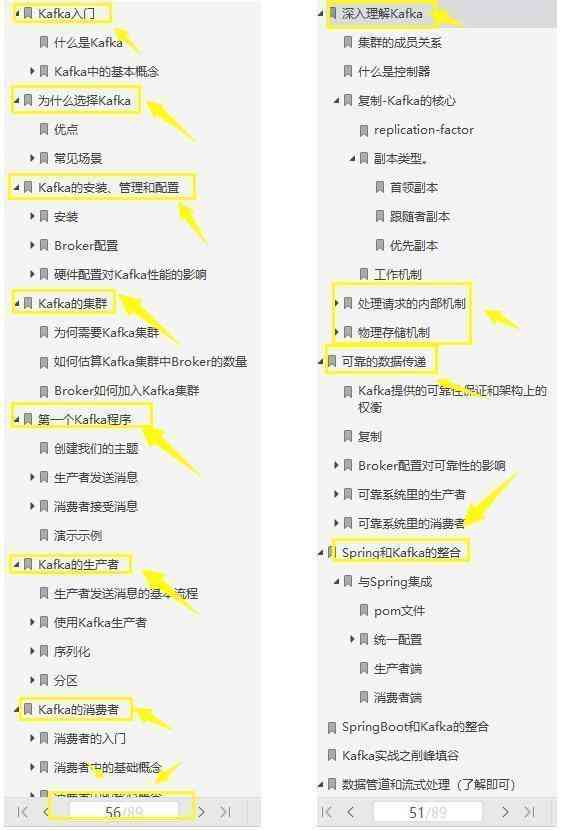 Kafka入门
什么是Kafka
Kafka中的基本概念
为什么选择Kafka
优点
常见场景
Kafka的安装、管理和配置
安装
Broker配置
硬件配置对Kafka性能的影响
Kafka的集群
为何需要Kafka集群
如何估算Kafka集群中Broker的数量
Broker如何加入Kafka集群
第一个Kafka程序
创建我们的主题
生产者发送消息
消费者接受消息
演示示例
Kafka的生产者
生产者发送消息的基本流程
使用Kafka生产者
序列化
分区
Kafka的消费者
消费者的入门
消费者中的基础概念
56/89
深入理解Kafka
集群的成员关系
什么是控制器
复制-Kafka的核心
replication-factor
副本类型。
首领副本
跟随者副本
优先副本
工作机制
处理请求的内部机制
物理存储机制
可靠的数据传递
Kafka提供的可靠性保证和架构上的
权衡
复制
Broker配置对可靠性的影响
可靠系统里的生产者
可靠系统里的消费者
Spring和Kafka的整合
与Spring集成
pom文件
统一配置
生产者端
消费者端
SpringBoot和Kafka的整合
Kafka实战之削峰填谷
数据管道和流式处理（了解即可）
51/89